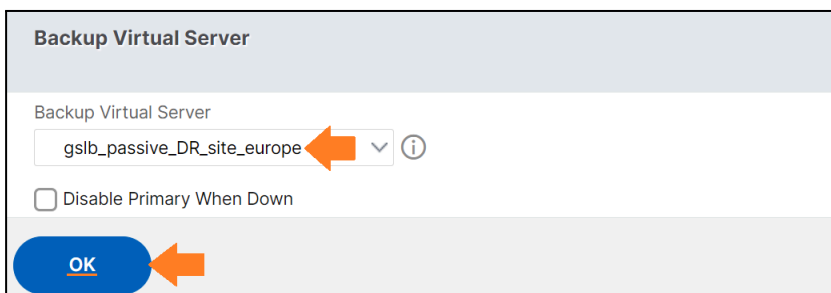 Backup Virtual Server
Backup Virtual Server
gslb_passive_DR_site_europe
Disable Primary When Down
OK